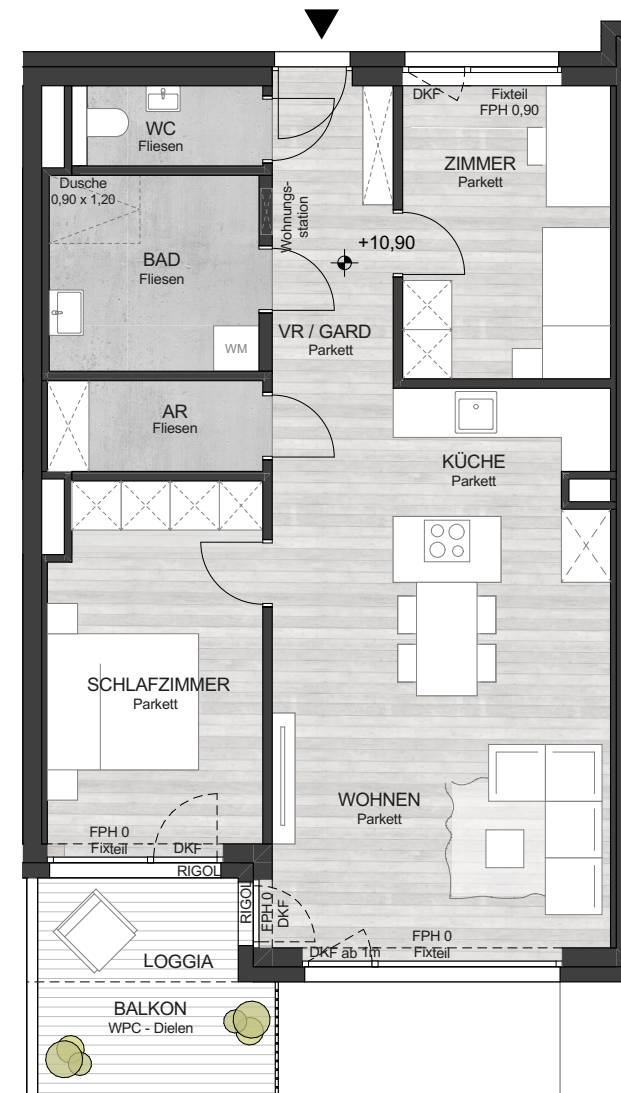 DKF
Fixteil
FPH 0,90
WC
Fliesen
ZIMMER
Parkett
Dusche
0,90 x 1,20
Wohnungs-
station
+10,90
BAD
Fliesen
VR / GARD
Parkett
WM
AR
Fliesen
KÜCHE
Parkett
SCHLAFZIMMER
Parkett
WOHNEN
Parkett
FPH 0
Fixteil
DKF
RIGOL
RIGOL
FPH 0
DKF
FPH 0
DKF ab 1m
Fixteil
LOGGIA
BALKON
WPC - Dielen